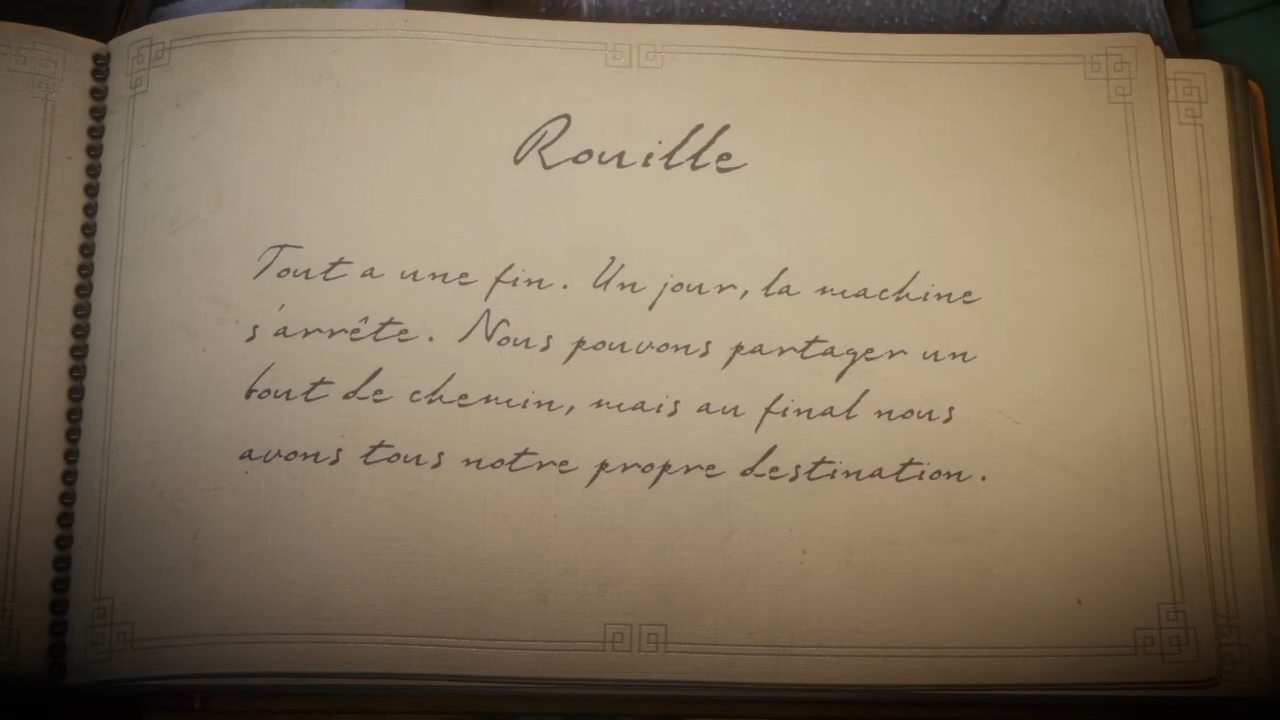 Rouille
Tout a une fin. Un jour, la machine
s'arrête. Nous pouvons partager un
bout de chemin, mais au final nous
avons tous notre propre destination.